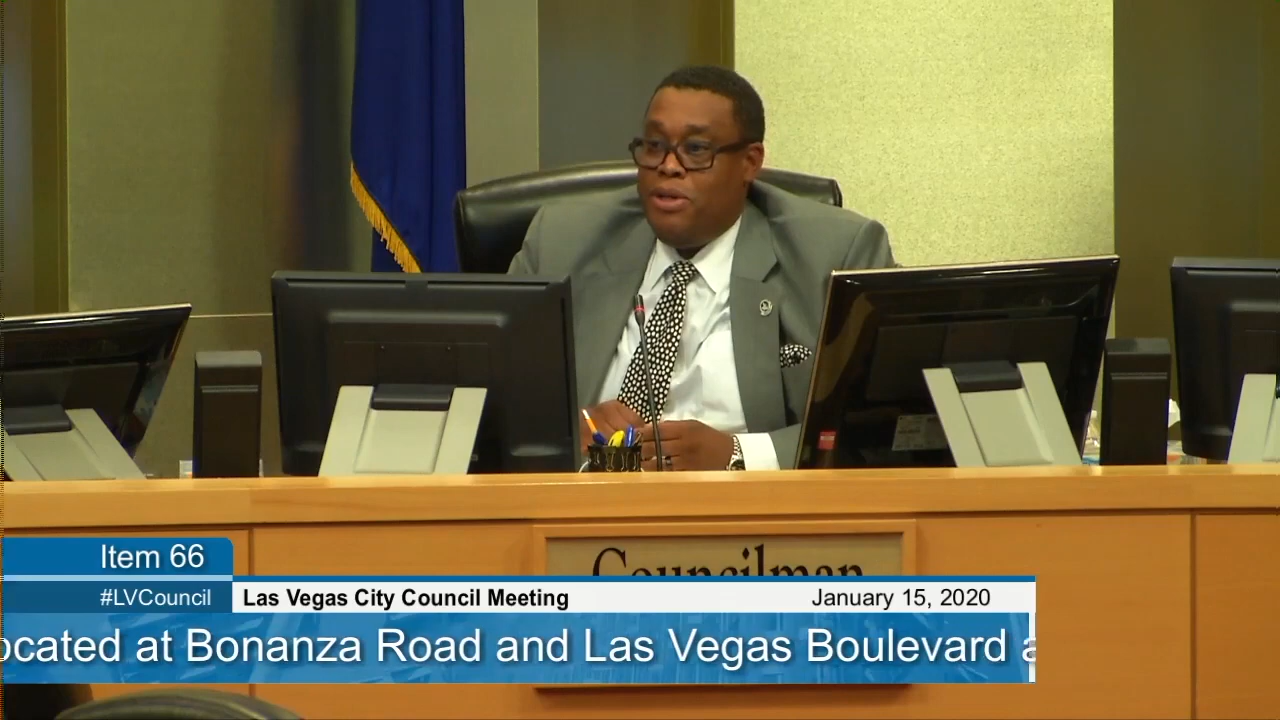 Councilman
Item 66
#LVCouncil
Las Vegas City Council Meeting
January 15, 2020
ocated at Bonanza Road and Las Vegas Boulevard a